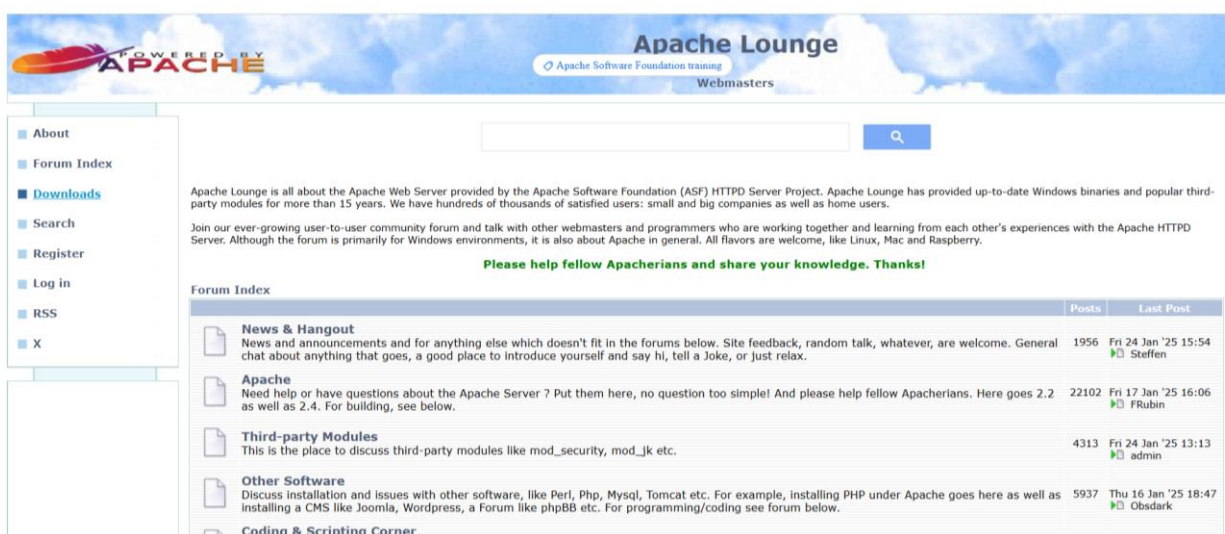 POWERED BY
APACHE
Apache Lounge
Apache Software Foundation training
Webmasters
About
Forum Index
Downloads
Search
Register
Log in
RSS
X
Apache Lounge is all about the Apache Web Server provided by the Apache Software Foundation (ASF) HTTPD Server Project. Apache Lounge has provided up-to-date Windows binaries and popular third-
party modules for more than 15 years. We have hundreds of thousands of satisfied users: small and big companies as well as home users.
Join our ever-growing user-to-user community forum and talk with other webmasters and programmers who are working together and learning from each other's experiences with the Apache HTTPD
Server. Although the forum is primarily for Windows environments, it is also about Apache in general. All flavors are welcome, like Linux, Mac and Raspberry.
Please help fellow Apacherians and share your knowledge. Thanks!
Forum Index
Posts Last Post
News & Hangout
News and announcements and for anything else which doesn't fit in the forums below. Site feedback, random talk, whatever, are welcome. General 1956 Fri 24 Jan '25 15:54
chat about anything that goes, a good place to introduce yourself and say hi, tell a Joke, or just relax. Steffen
Apache
Need help or have questions about the Apache Server ? Put them here, no question too simple! And please help fellow Apacherians. Here goes 2.2 22102 Fri 17 Jan '25 16:06
as well as 2.4. For building, see below. FRubin
Third-party Modules
This is the place to discuss third-party modules like mod_security, mod_jk etc. 4313 Fri 24 Jan '25 13:13
admin
Other Software
Discuss installation and issues with other software, like Perl, Php, Mysql, Tomcat etc. For example, installing PHP under Apache goes here as well as 5937 Thu 16 Jan '25 18:47
installing a CMS like Joomla, Wordpress, a Forum like phpBB etc. For programming/coding see forum below. Obsdark
Coding & Scripting Corner